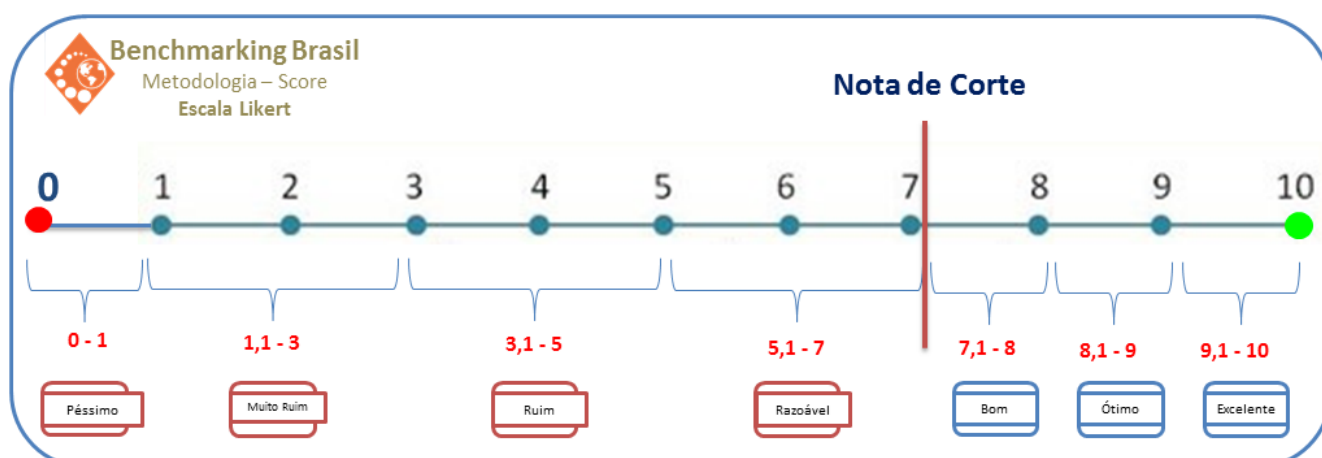 Benchmarking Brasil
Metodologia – Score
Escala Likert
Nota de Corte
0 1 2 3 4 5 6 7 8 9 10
0 - 1 1,1 - 3 3,1 - 5 5,1 - 7 7,1 - 8 8,1 - 9 9,1 - 10
Péssimo Muito Ruim Ruim Razoável Bom Ótimo Excelente